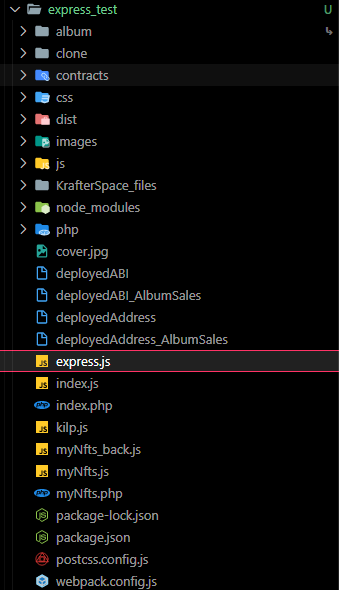 express_test U
album
clone
contracts
css
dist
images
js
KrafterSpace_files
node_modules
php
cover.jpg
deployedABI
deployedABI_AlbumSales
deployedAddress
deployedAddress_AlbumSales
express.js
index.js
index.php
kilp.js
myNfts_back.js
myNfts.js
myNfts.php
package-lock.json
package.json
postcss.config.js
webpack.config.js